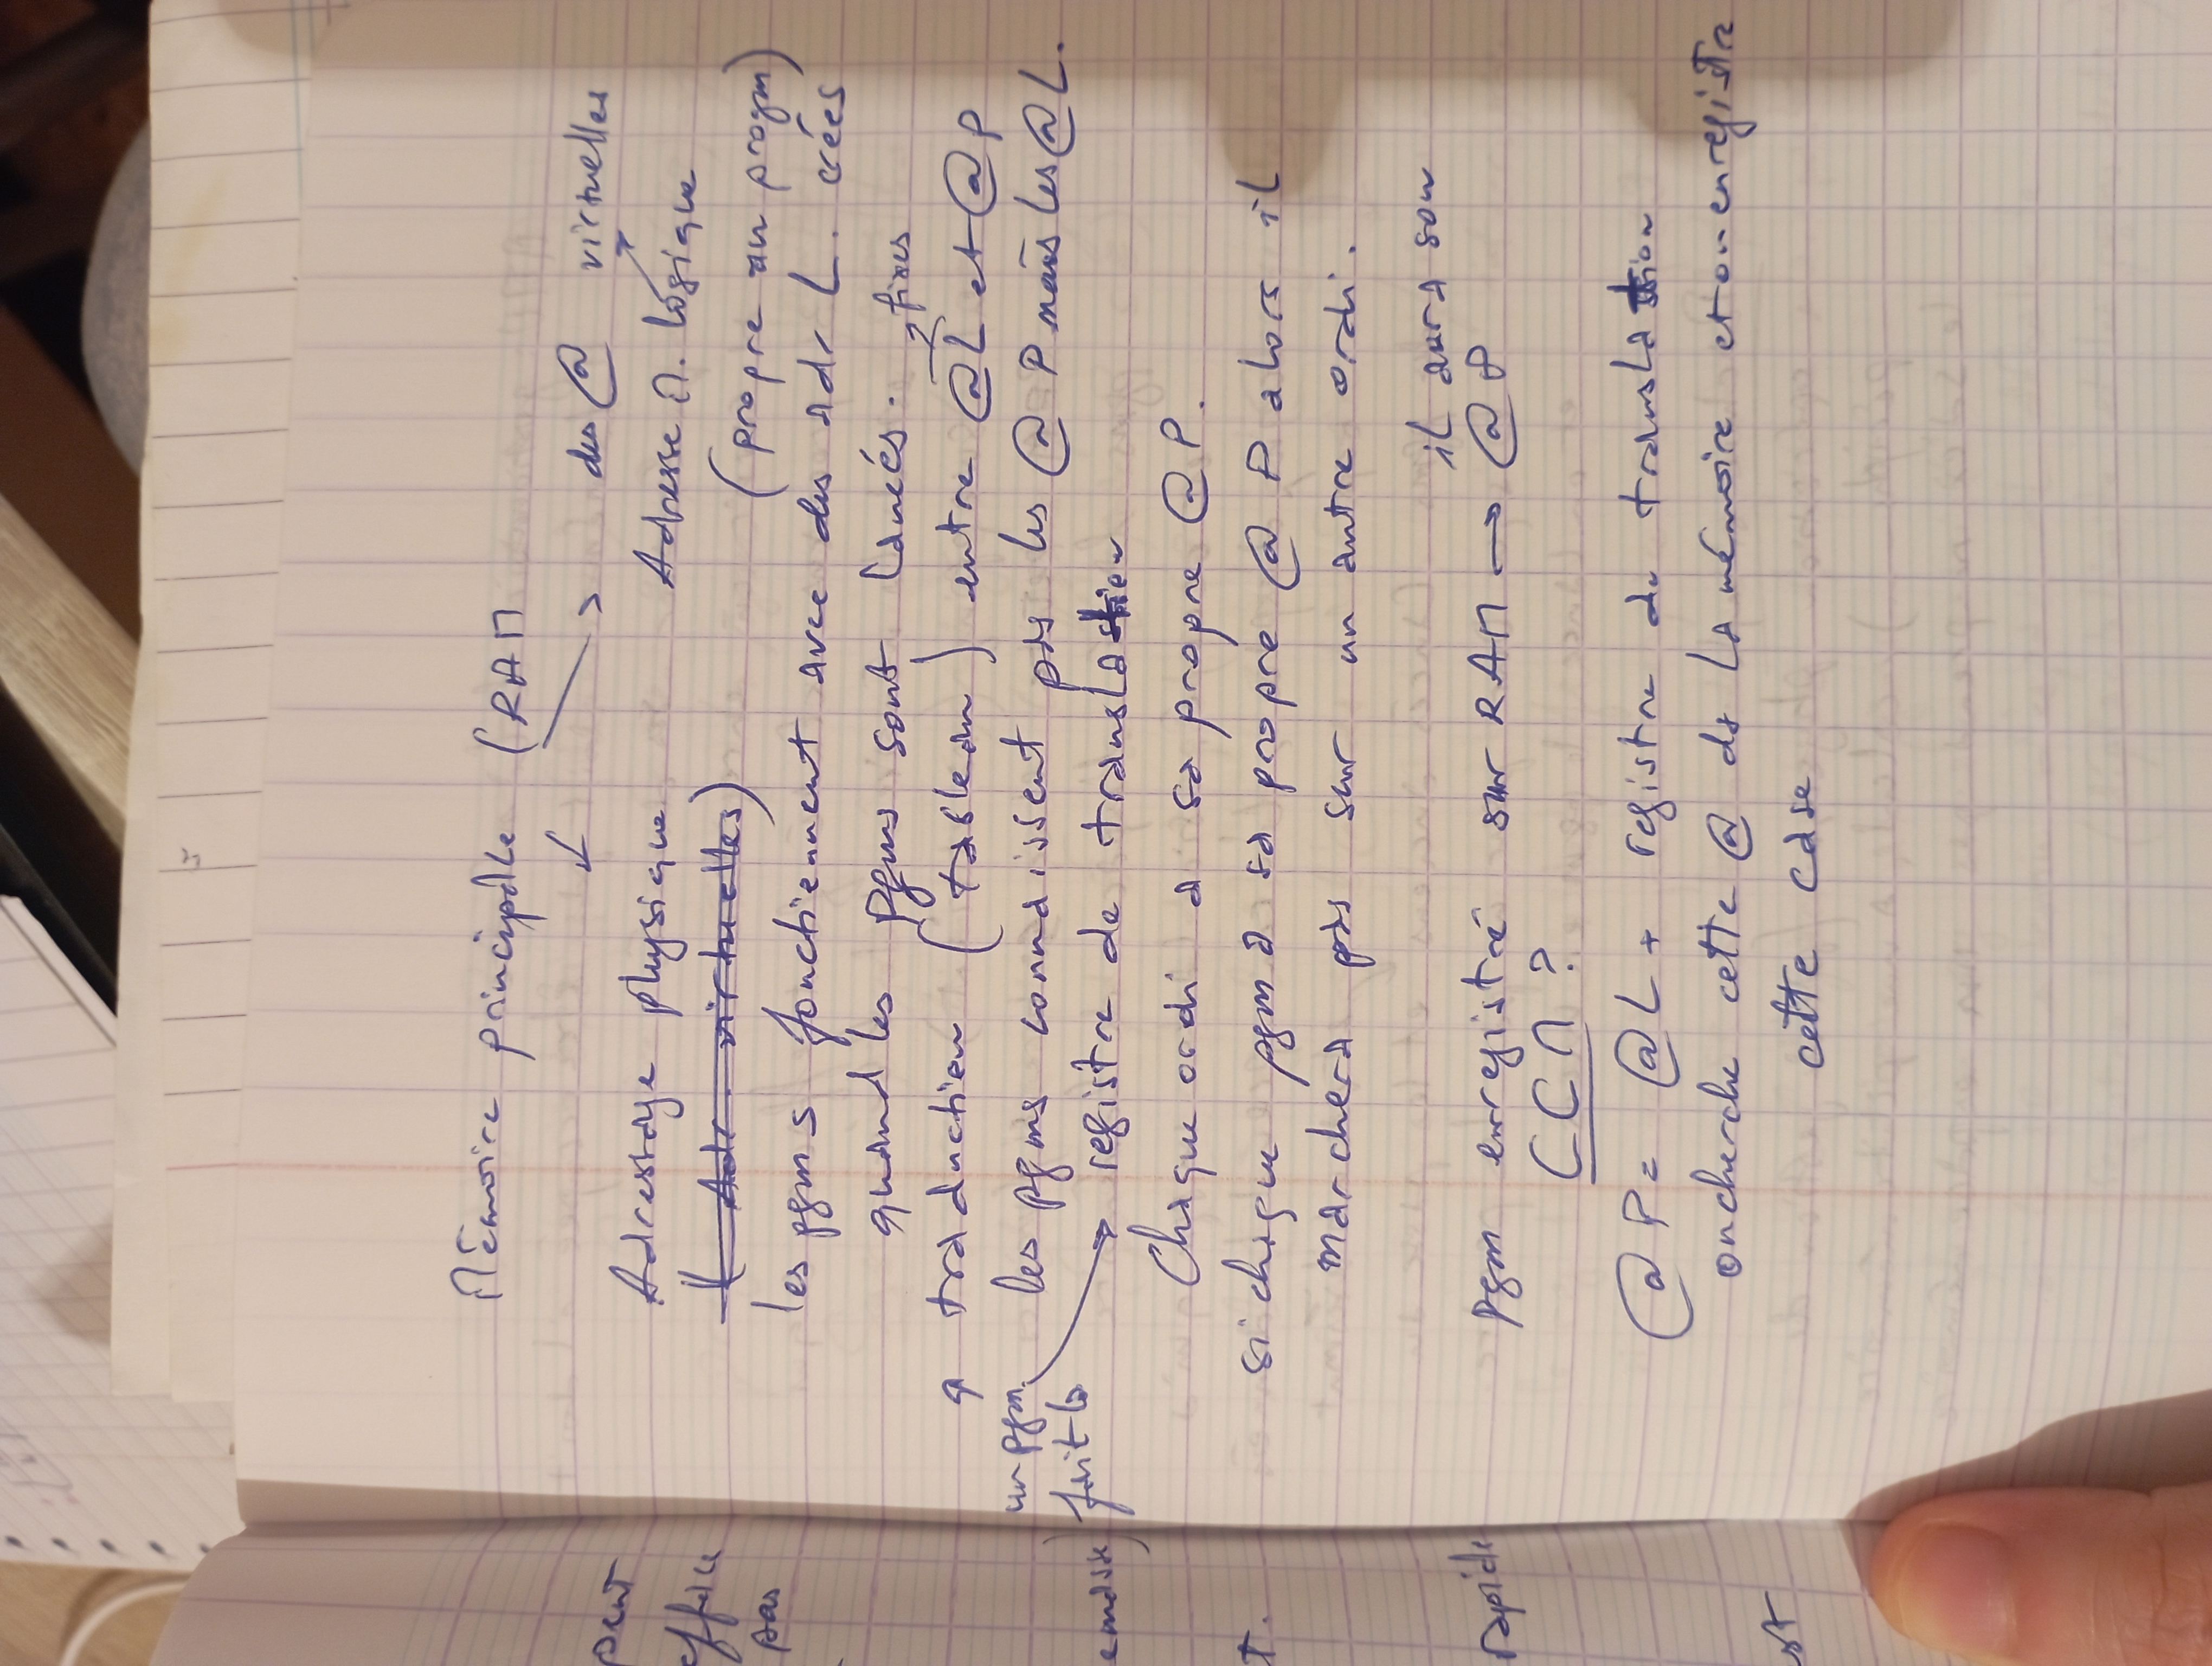 Mémoire principale (RAM
des @ virtuelles
Adressage physique
Adresse M. logique
( Adr. virtuelles)
(propre au progm)
les pgms fonctionnent avec des adr L. crées
quand les pgms sont lancés.
fixes
traduction (tableau) entre @L et @P
un pgm
fait la
les pgms connaissent pas les @ P mais les @ L.
registre de translation
Chaque ordi a sa propre @ P.
si chaque pgm a sa propre @ P alors il
marchera pas sur un autre ordi.
il aura son
pgm enregistré sur RAM → @ P
CCM ?
@ P = @ L + registre de translation
on cherche cette @ ds la mémoire et on enregistre
cette case
peut
pas
t.
rapide
st